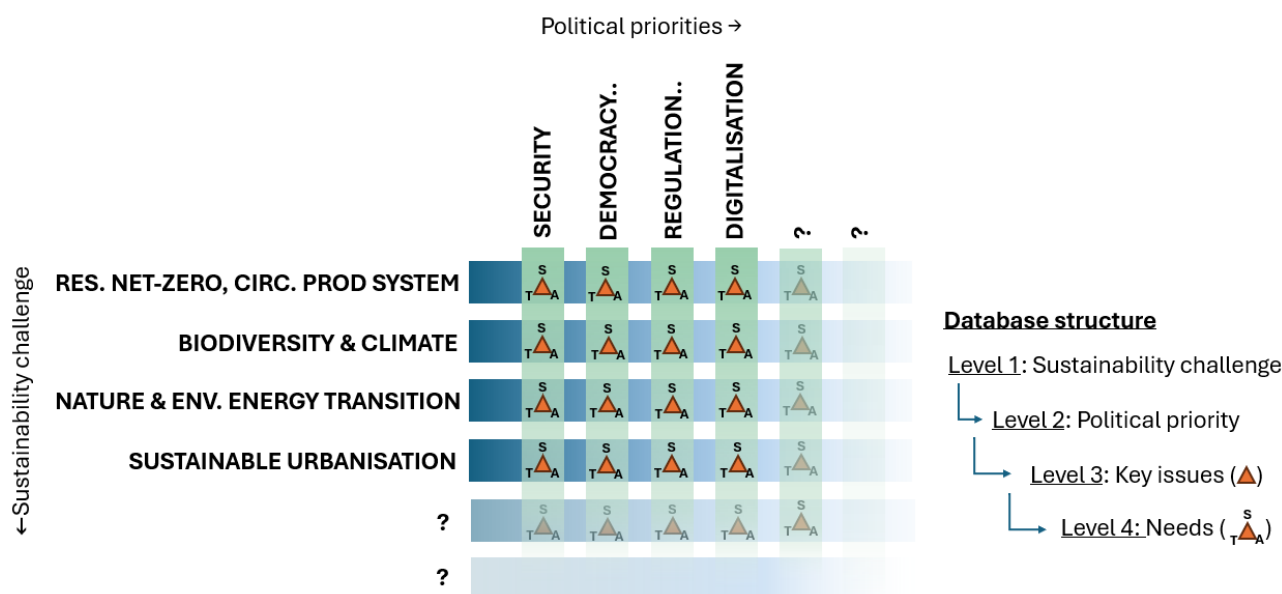 Political priorities →
SECURITY
DEMOCRACY..
REGULATION..
DIGITALISATION
?
?
←Sustainability challenge
RES. NET-ZERO, CIRC. PROD SYSTEM
S S S S S
T A T A T A T A T A
BIODIVERSITY & CLIMATE
S S S S S
T A T A T A T A T A
NATURE & ENV. ENERGY TRANSITION
S S S S S
T A T A T A T A T A
SUSTAINABLE URBANISATION
S S S S S
T A T A T A T A T A
?
S S S S S
T A T A T A T A T A
?
Database structure
Level 1: Sustainability challenge
Level 2: Political priority
Level 3: Key issues (▲)
Level 4: Needs (S T▲A)